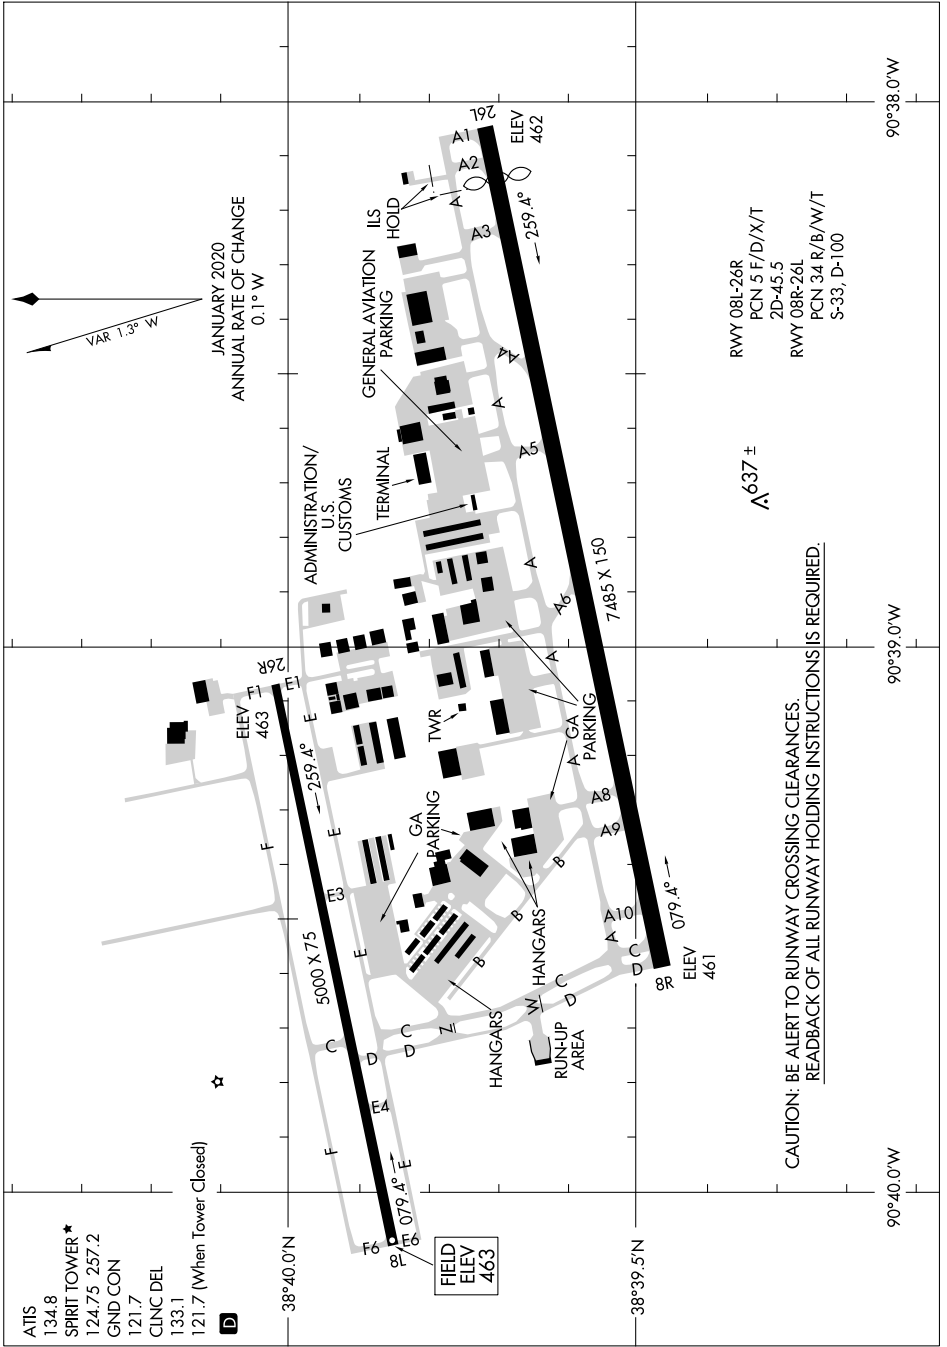 ATIS
134.8
SPIRIT TOWER ★
124.75 257.2
GND CON
121.7
CLNC DEL
133.1
121.7 (When Tower Closed)
D
VAR 1.3° W
JANUARY 2020
ANNUAL RATE OF CHANGE
0.1° W
38°40.0'N
38°39.5'N
90°40.0'W
90°39.0'W
90°38.0'W
FIELD
ELEV
463
8L
F6
E6
079.4°
E
F
E4
D
C
C
D
5000 X 75
F
E3
E
E
E
259.4°
ELEV
463
F1
E1
26R
ADMINISTRATION/
U.S.
CUSTOMS
TERMINAL
GENERAL AVIATION
PARKING
ILS
HOLD
TWR
GA
PARKING
GA
PARKING
HANGARS
HANGARS
RUN-UP
AREA
Z
W
B
B
B
C
D
C
D
8R
ELEV
461
079.4°
A
A10
A9
A8
A
A
A6
A
A5
A
A4
A3
A
A2
A1
7485 X 150
259.4°
26L
ELEV
462
637 ±
RWY 08L-26R
PCN 5 F/D/X/T
2D-45.5
RWY 08R-26L
PCN 34 R/B/W/T
S-33, D-100
CAUTION: BE ALERT TO RUNWAY CROSSING CLEARANCES.
READBACK OF ALL RUNWAY HOLDING INSTRUCTIONS IS REQUIRED.